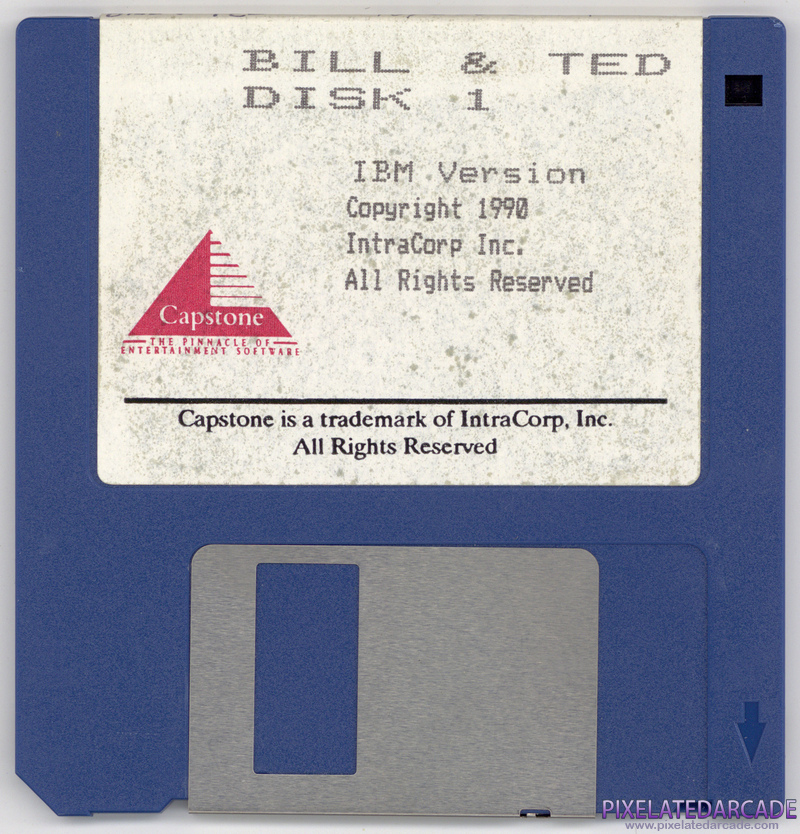 BILL & TED
DISK 1
IBM Version
Copyright 1990
IntraCorp Inc.
All Rights Reserved
Capstone
THE PINNACLE OF
ENTERTAINMENT SOFTWARE
Capstone is a trademark of IntraCorp, Inc.
All Rights Reserved
PIXELATEDARCADE
www.pixelatedarcade.com